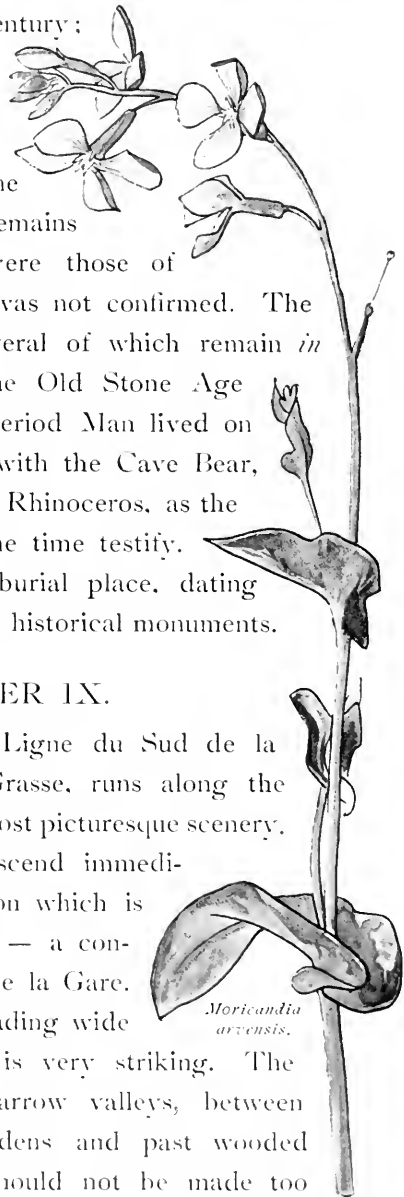 entury;
ne
emains
vere those of
was not confirmed. The
veral of which remain in
he Old Stone Age
eriod Man lived on
with the Cave Bear,
Rhinoceros, as the
ne time testify.
burial place, dating
historical monuments.
ER IX.
Ligne du Sud de la
Grasse, runs along the
ost picturesque scenery.
scend immedi-
on which is
— a con-
e la Gare.
ading wide
is very striking. The
arrow valleys, between
dens and past wooded
hould not be made too
Moricandia
arvensis.